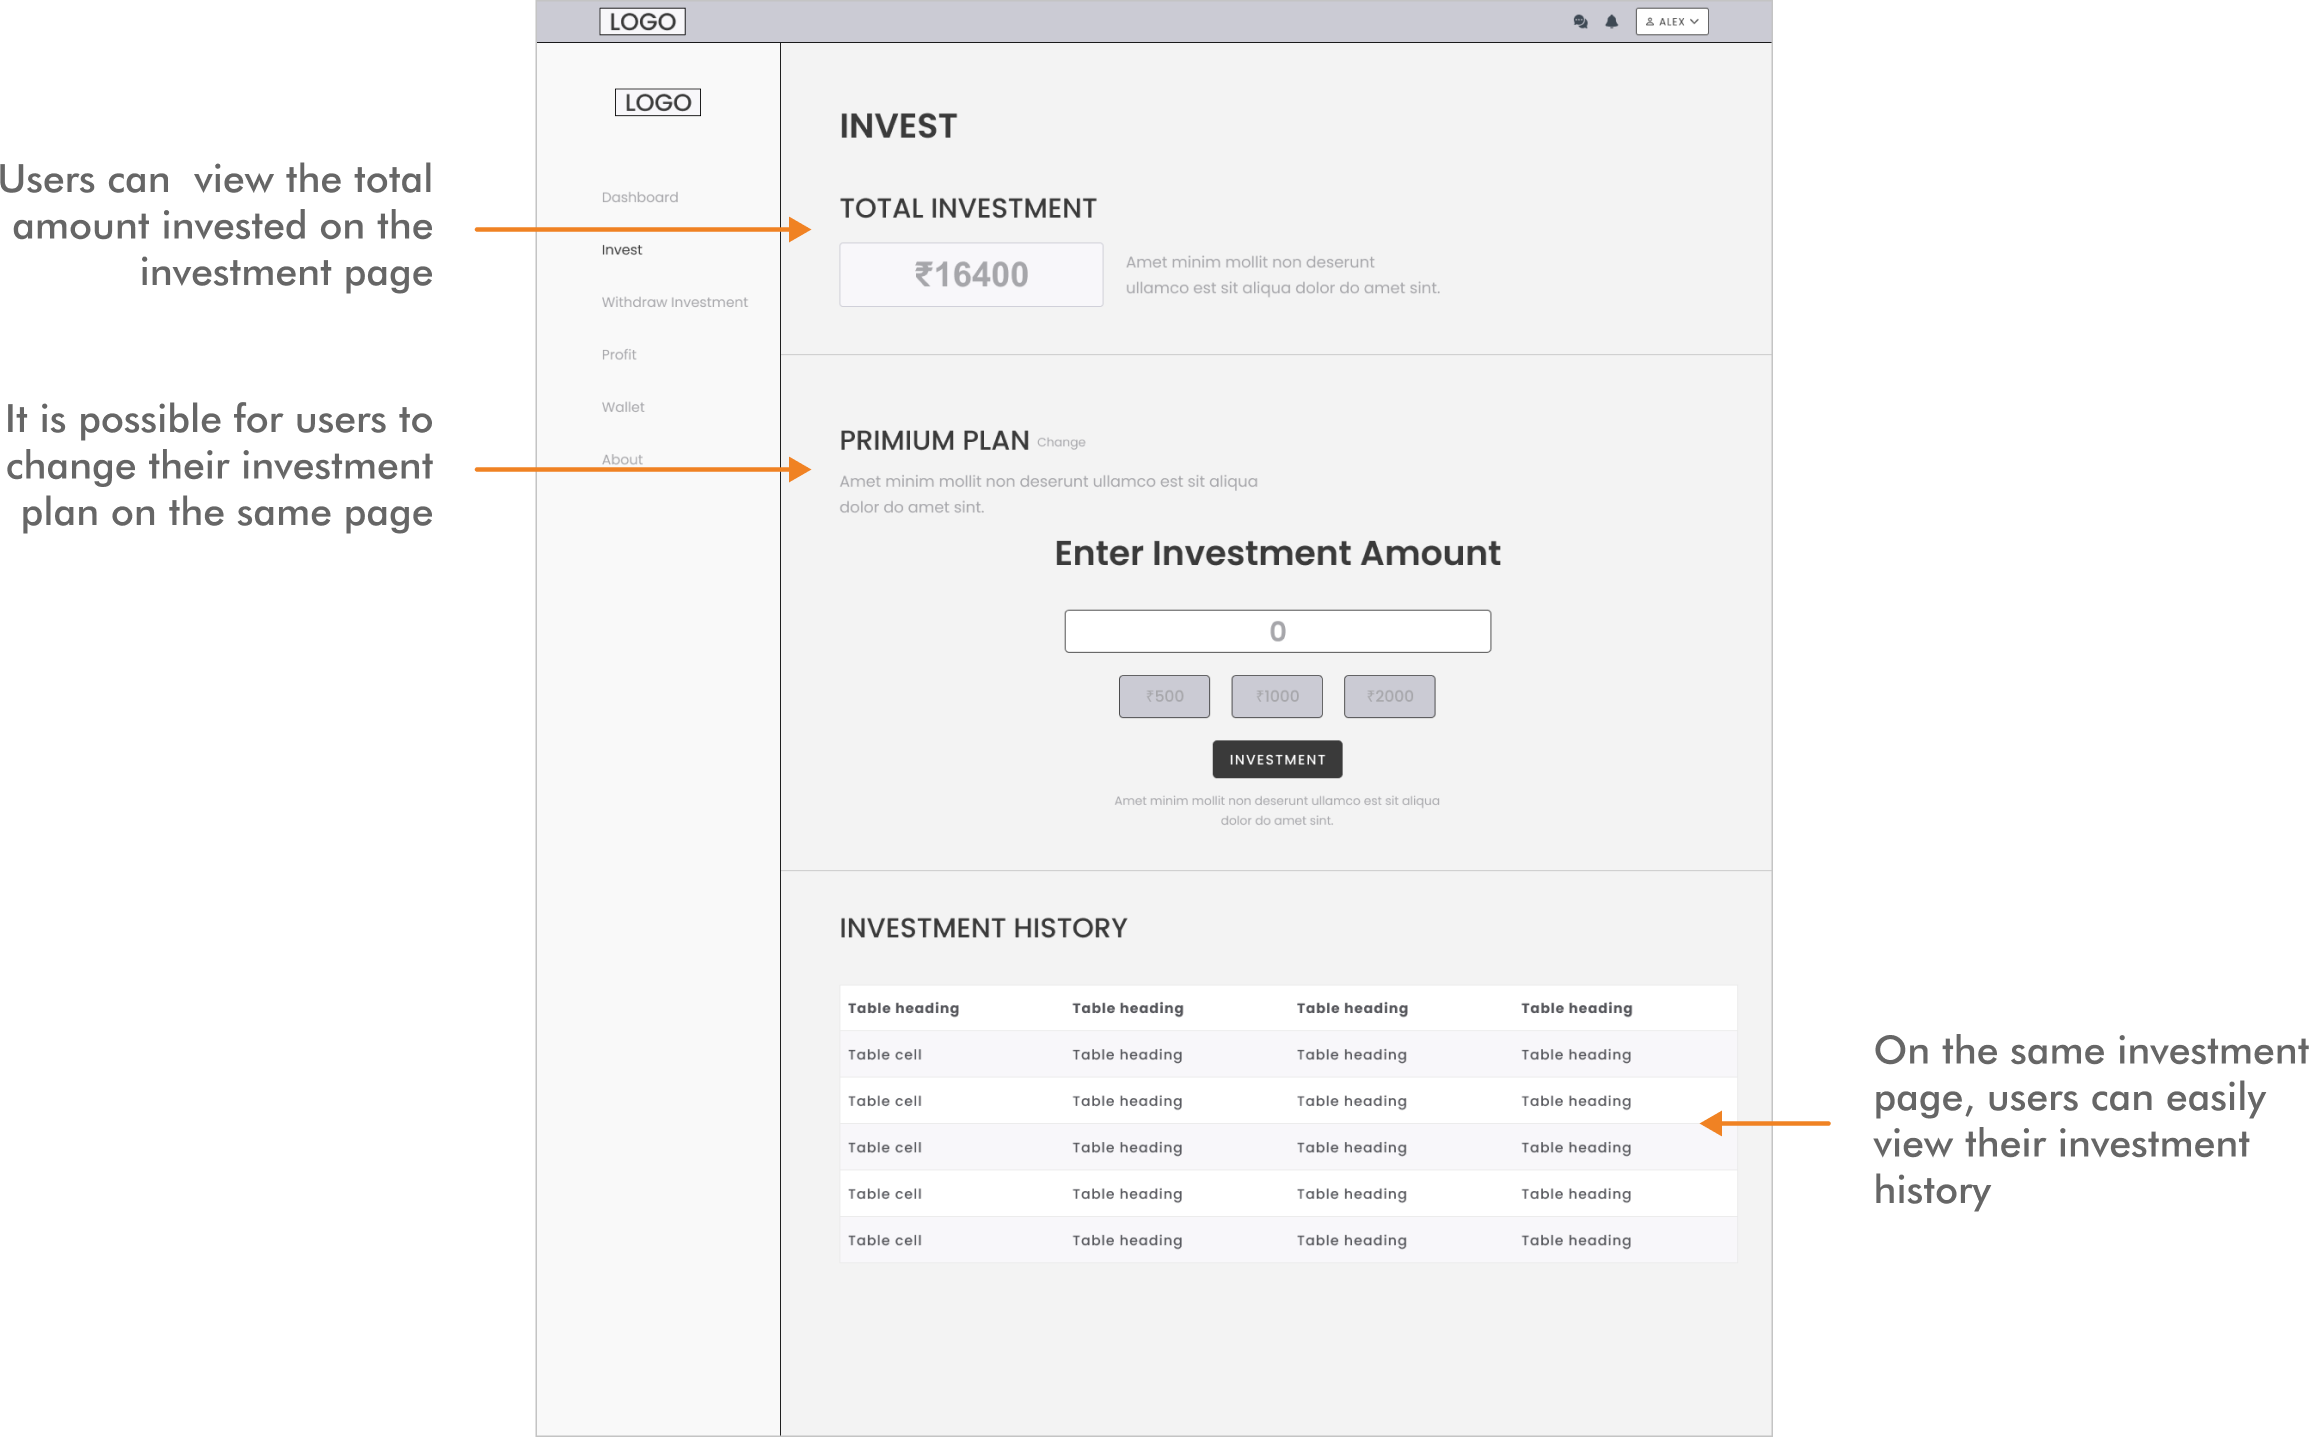 LOGO
ALEX
LOGO
Dashboard
Invest
Withdraw Investment
Profit
Wallet
About
Users can  view the total
amount invested on the
investment page
It is possible for users to
change their investment
plan on the same page
INVEST
TOTAL INVESTMENT
₹16400
Amet minim mollit non deserunt
ullamco est sit aliqua dolor do amet sint.
PRIMIUM PLAN Change
Amet minim mollit non deserunt ullamco est sit aliqua
dolor do amet sint.
Enter Investment Amount
0
₹500 ₹1000 ₹2000
INVESTMENT
Amet minim mollit non deserunt ullamco est sit aliqua
dolor do amet sint.
INVESTMENT HISTORY
Table heading Table heading Table heading Table heading
Table cell Table heading Table heading Table heading
Table cell Table heading Table heading Table heading
Table cell Table heading Table heading Table heading
Table cell Table heading Table heading Table heading
Table cell Table heading Table heading Table heading
On the same investment
page, users can easily
view their investment
history